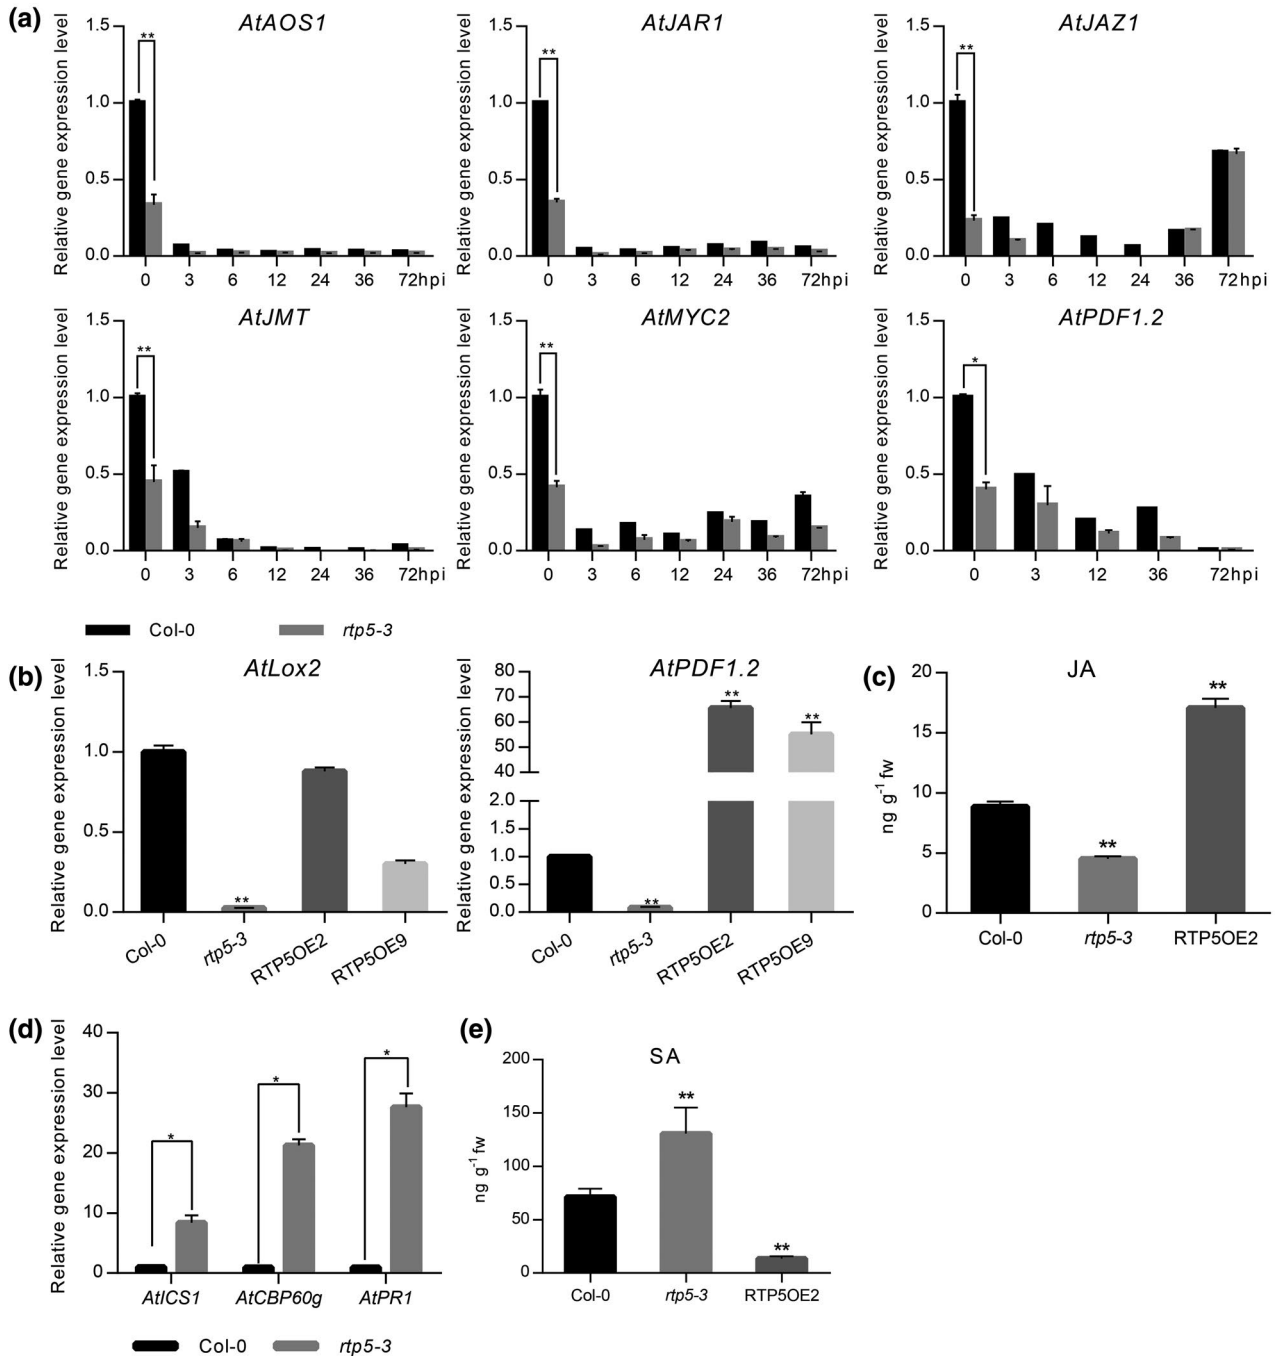 (a)
AtAOS1
Relative gene expression level
1.5
1.0
0.5
0.0
**
0 3 6 12 24 36 72hpi
AtJAR1
Relative gene expression level
1.5
1.0
0.5
0.0
**
0 3 6 12 24 36 72hpi
AtJAZ1
Relative gene expression level
1.5
1.0
0.5
0.0
**
0 3 6 12 24 36 72hpi
AtJMT
Relative gene expression level
1.5
1.0
0.5
0.0
**
0 3 6 12 24 36 72hpi
AtMYC2
Relative gene expression level
1.5
1.0
0.5
0.0
**
0 3 6 12 24 36 72hpi
AtPDF1.2
Relative gene expression level
1.5
1.0
0.5
0.0
*
0 3 12 36 72hpi
Col-0 rtp5-3
(b)
AtLox2
Relative gene expression level
1.5
1.0
0.5
0.0
**
Col-0 rtp5-3 RTP5OE2 RTP5OE9
AtPDF1.2
Relative gene expression level
80
70
60
50
40
2.0
1.5
1.0
0.5
0.0
** ** **
Col-0 rtp5-3 RTP5OE2 RTP5OE9
(c)
JA
ng g-1 fw
20
15
10
5
0
** **
Col-0 rtp5-3 RTP5OE2
(d)
Relative gene expression level
40
30
20
10
0
* * *
AtICS1 AtCBP60g AtPR1
Col-0 rtp5-3
(e)
SA
ng g-1 fw
200
150
100
50
0
** **
Col-0 rtp5-3 RTP5OE2